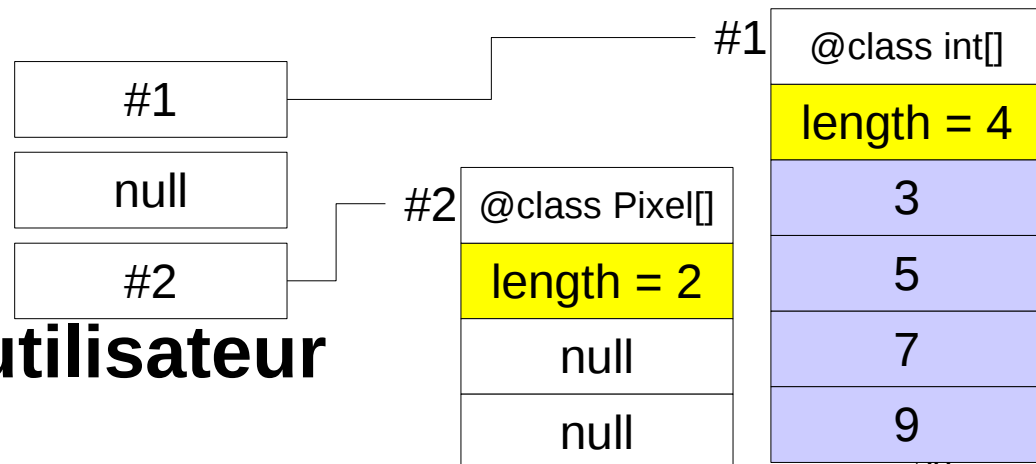 #1
null
#2
utilisateur
#2
@class Pixel[]
length = 2
null
null
#1
@class int[]
length = 4
3
5
7
9